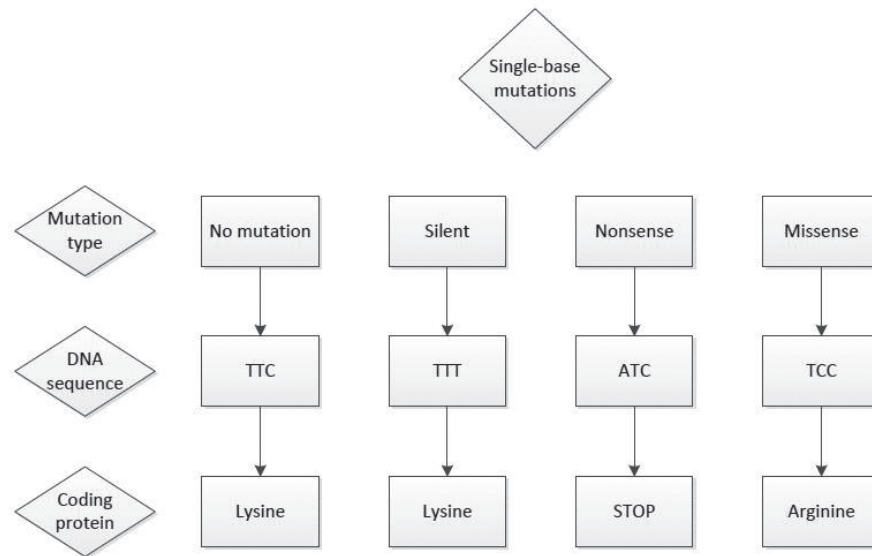 Single-base
mutations
Mutation
type
No mutation
Silent
Nonsense
Missense
DNA
sequence
TTC
TTT
ATC
TCC
Coding
protein
Lysine
Lysine
STOP
Arginine